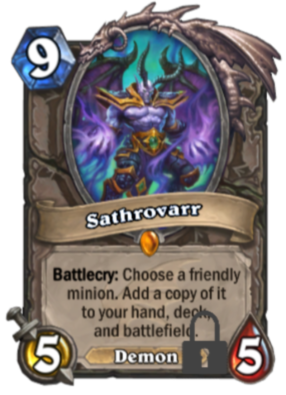 9
Sathrovarr
Battlecry: Choose a friendly
minion. Add a copy of it
to your hand, deck,
and battlefield.
5
Demon
5